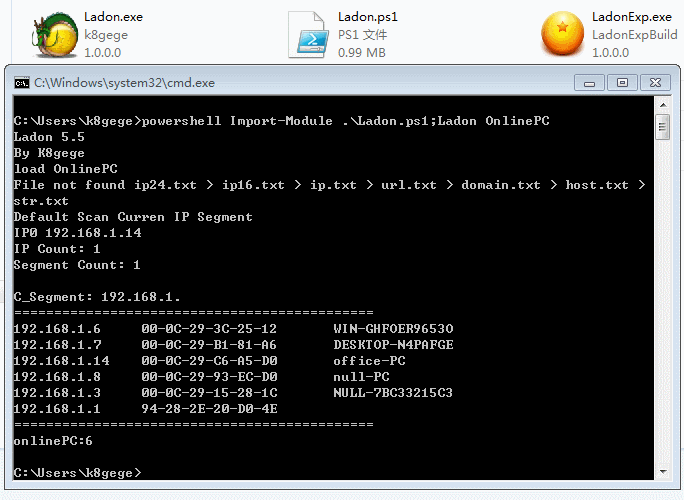 Ladon.exe
k8gege
1.0.0.0
Ladon.ps1
PS1 文件
0.99 MB
LadonExp.exe
LadonExpBuild
1.0.0.0
C:\Windows\system32\cmd.exe
C:\Users\k8gege>powershell Import-Module .\Ladon.ps1;Ladon OnlinePC
Ladon 5.5
By K8gege
load OnlinePC
File not found ip24.txt > ip16.txt > ip.txt > url.txt > domain.txt > host.txt >
str.txt
Default Scan Curren IP Segment
IP0 192.168.1.14
IP Count: 1
Segment Count: 1
C_Segment: 192.168.1.
=============================================
192.168.1.6 00-0C-29-3C-25-12 WIN-GHFOER9653O
192.168.1.7 00-0C-29-B1-81-A6 DESKTOP-N4PAFGE
192.168.1.14 00-0C-29-C6-A5-D0 office-PC
192.168.1.8 00-0C-29-93-EC-D0 null-PC
192.168.1.3 00-0C-29-15-28-1C NULL-7BC33215C3
192.168.1.1 94-28-2E-20-D0-4E
=============================================
onlinePC:6
C:\Users\k8gege>